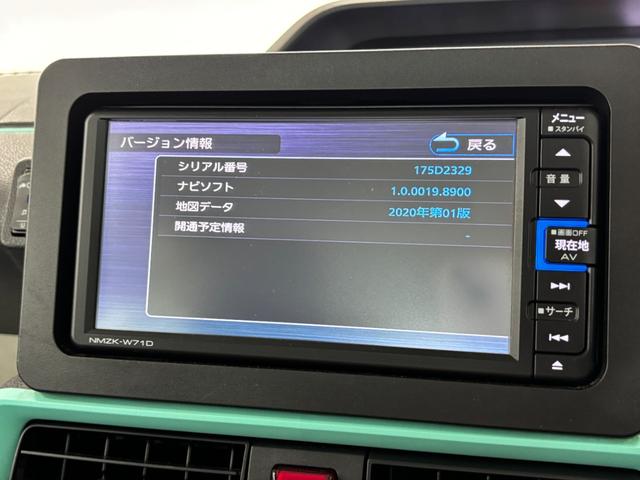 バージョン情報
戻る
シリアル番号 175D2329
ナビソフト 1.0.0019.8900
地図データ 2020年第01版
開通予定情報 -
NMZK-W71D
メニュー
スタンバイ
音量
画面OFF
現在地
AV
サーチ